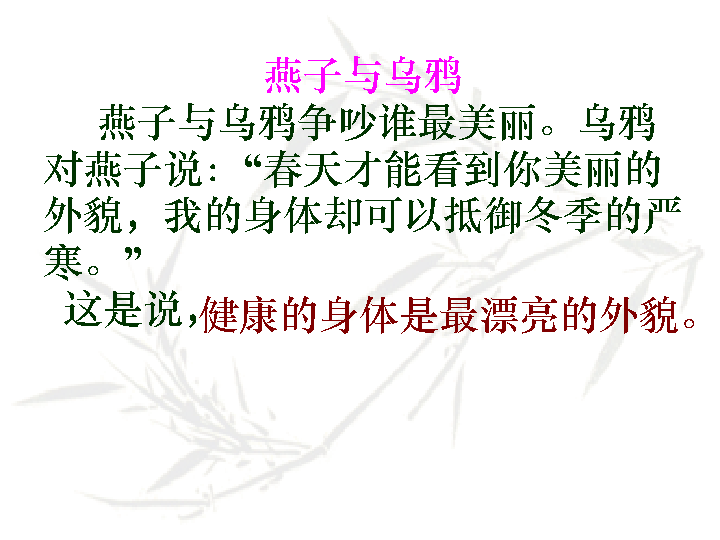 燕子与乌鸦
燕子与乌鸦争吵谁最美丽。乌鸦
对燕子说：“春天才能看到你美丽的
外貌，我的身体却可以抵御冬季的严
寒。”
这是说，健康的身体是最漂亮的外貌。